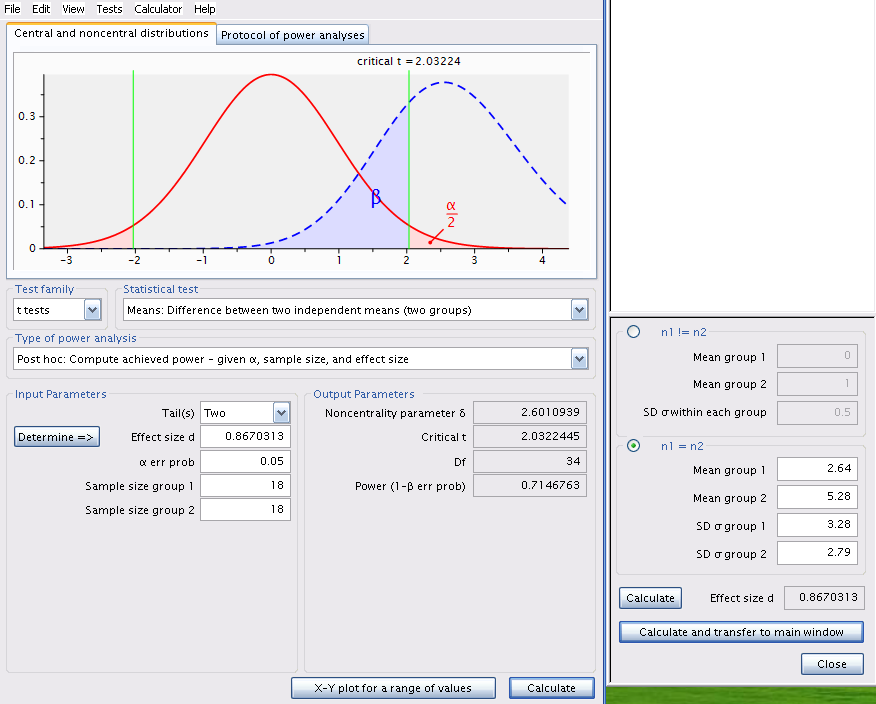 File Edit View Tests Calculator Help
Central and noncentral distributions Protocol of power analyses
critical t = 2.03224
0.3
0.2
0.1
0
β
α
2
-3 -2 -1 0 1 2 3 4
Test family Statistical test
t tests Means: Difference between two independent means (two groups)
Type of power analysis
Post hoc: Compute achieved power – given α, sample size, and effect size
Input Parameters
Tail(s) Two
Determine => Effect size d 0.8670313
α err prob 0.05
Sample size group 1 18
Sample size group 2 18
Output Parameters
Noncentrality parameter δ 2.6010939
Critical t 2.0322445
Df 34
Power (1-β err prob) 0.7146763
X-Y plot for a range of values Calculate
n1 != n2
Mean group 1 0
Mean group 2 1
SD σ within each group 0.5
n1 = n2
Mean group 1 2.64
Mean group 2 5.28
SD σ group 1 3.28
SD σ group 2 2.79
Calculate Effect size d 0.8670313
Calculate and transfer to main window
Close